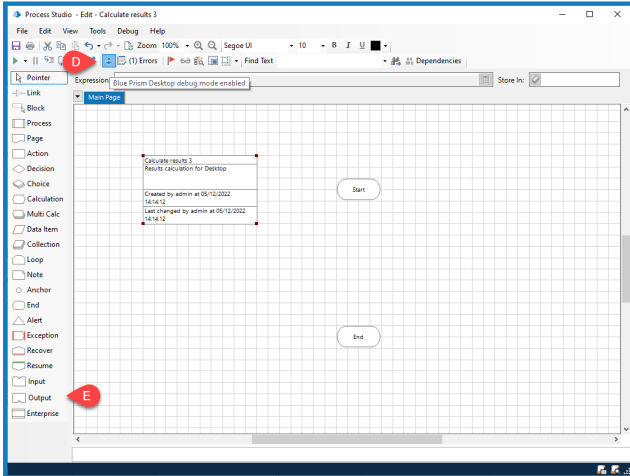 Process Studio - Edit - Calculate results 3
File Edit View Tools Debug Help
Zoom 100% Segoe UI 10 B I U
D
(1) Errors Find Text Dependencies
Blue Prism Desktop debug mode enabled
Pointer
Expression
Store In:
Main Page
Link
Block
Process
Page
Action
Decision
Choice
Calculation
Multi Calc
Data Item
Collection
Loop
Note
Anchor
End
Alert
Exception
Recover
Resume
Input
Output
Enterprise
E
Calculate results 3
Results calculation for Desktop
Created by admin at 05/12/2022
14:14:12
Last changed by admin at 05/12/2022
14:14:12
Start
End